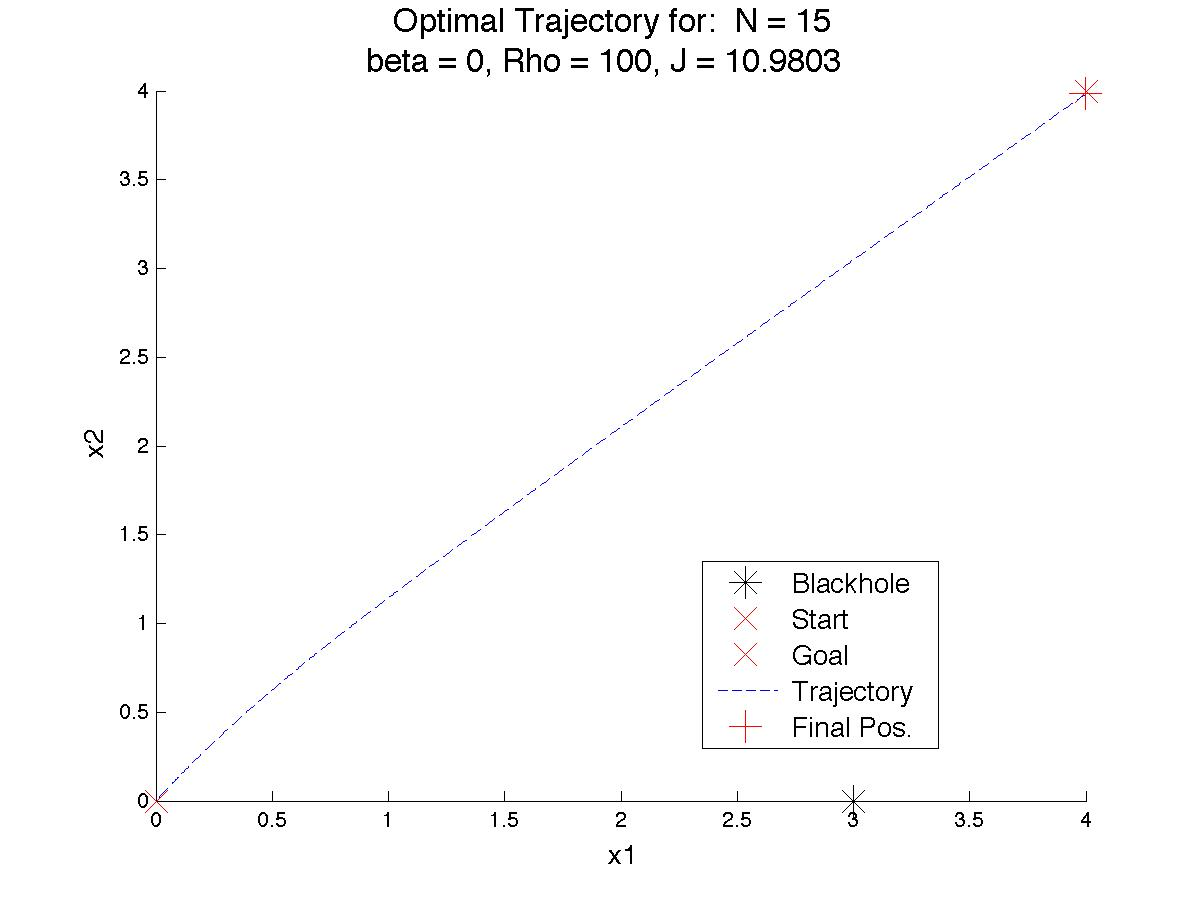 Optimal Trajectory for:  N = 15
beta = 0, Rho = 100, J = 10.9803
4
3.5
3
2.5
2
1.5
1
0.5
0
x2
Blackhole
Start
Goal
Trajectory
Final Pos.
0 0.5 1 1.5 2 2.5 3 3.5 4
x1